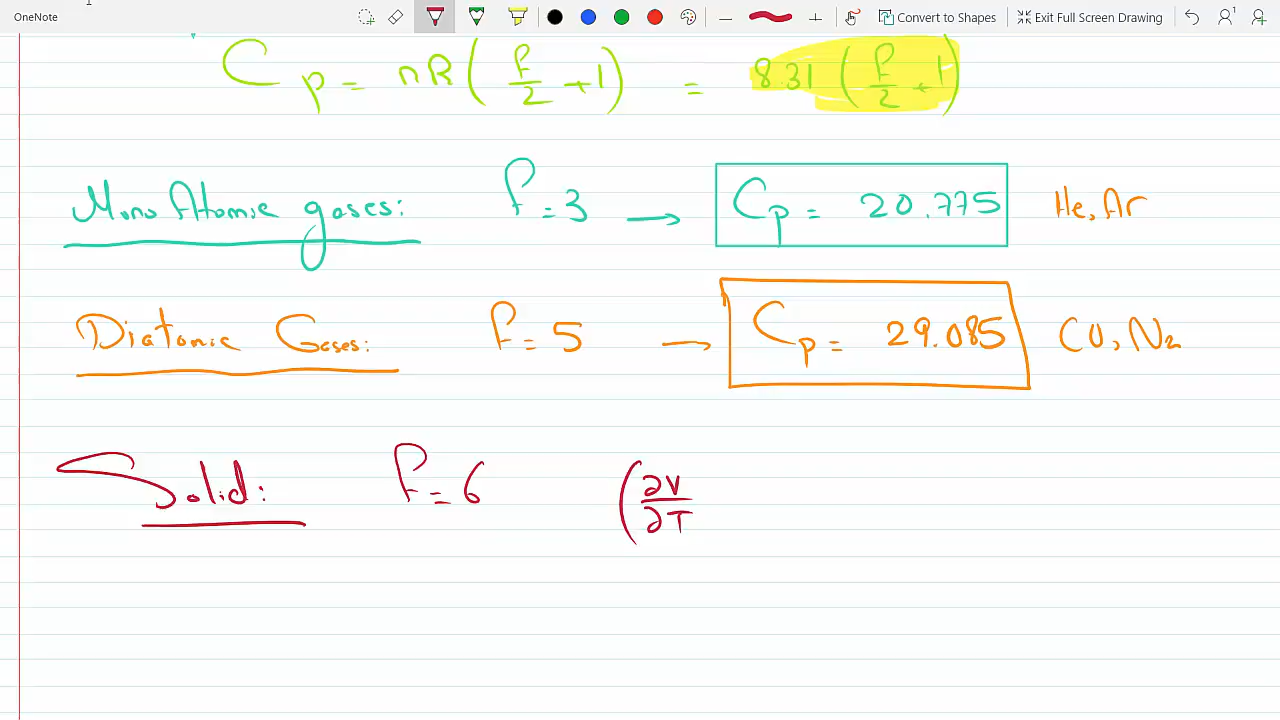 OneNote
Convert to Shapes
Exit Full Screen Drawing
Cp = nR (f/2 + 1) = 8.31 (f/2 + 1)
Mono Atomic gases: f = 3 → Cp = 20.775 He, Ar
Diatomic Gases: f = 5 → Cp = 29.085 CO, N2
Solid: f = 6 (∂V/∂T